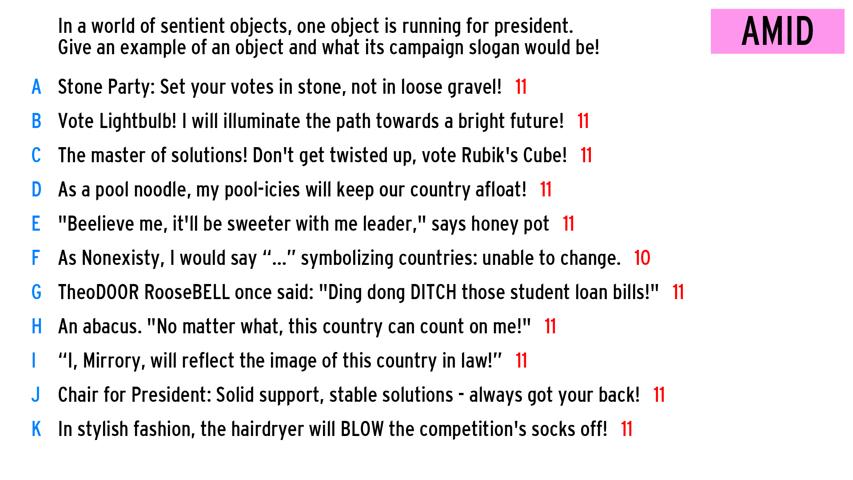 In a world of sentient objects, one object is running for president.
Give an example of an object and what its campaign slogan would be!
AMID
A Stone Party: Set your votes in stone, not in loose gravel! 11
B Vote Lightbulb! I will illuminate the path towards a bright future! 11
C The master of solutions! Don't get twisted up, vote Rubik's Cube! 11
D As a pool noodle, my pool-icies will keep our country afloat! 11
E "Beelieve me, it'll be sweeter with me leader," says honey pot 11
F As Nonexisty, I would say “...” symbolizing countries: unable to change. 10
G TheoDOOR RooseBELL once said: "Ding dong DITCH those student loan bills!" 11
H An abacus. "No matter what, this country can count on me!" 11
I “I, Mirrory, will reflect the image of this country in law!” 11
J Chair for President: Solid support, stable solutions - always got your back! 11
K In stylish fashion, the hairdryer will BLOW the competition's socks off! 11